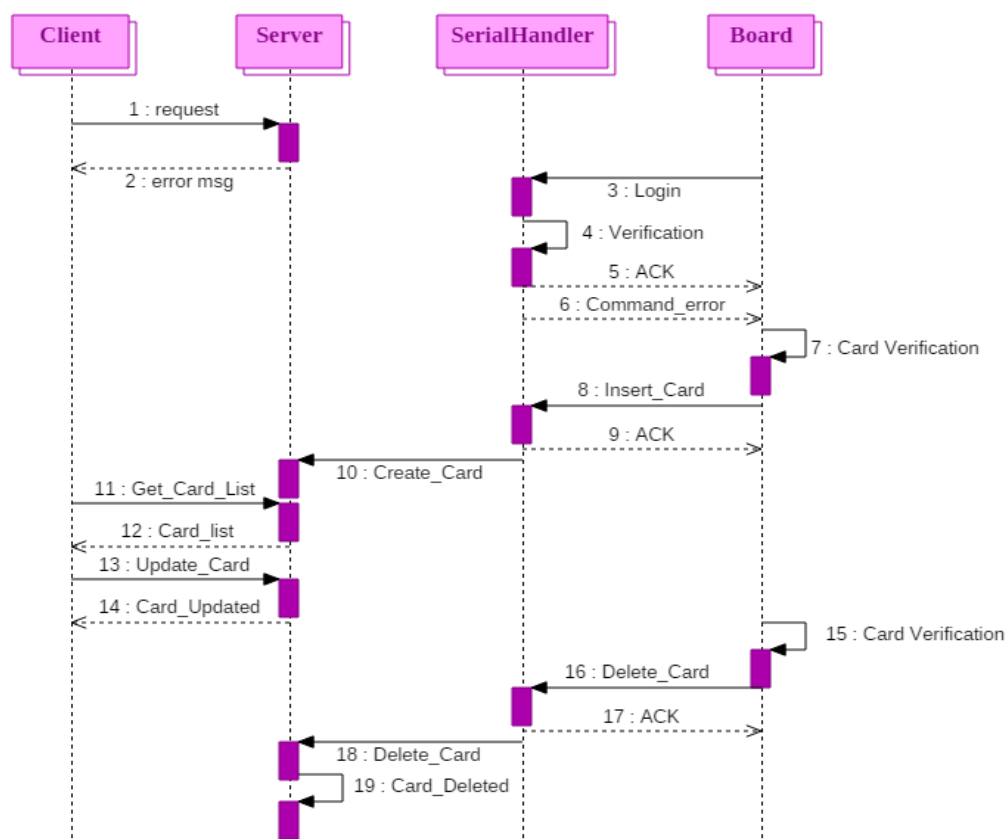 Client
Server
SerialHandler
Board
1 : request
2 : error msg
3 : Login
4 : Verification
5 : ACK
6 : Command_error
7 : Card Verification
8 : Insert_Card
9 : ACK
10 : Create_Card
11 : Get_Card_List
12 : Card_list
13 : Update_Card
14 : Card_Updated
15 : Card Verification
16 : Delete_Card
17 : ACK
18 : Delete_Card
19 : Card_Deleted